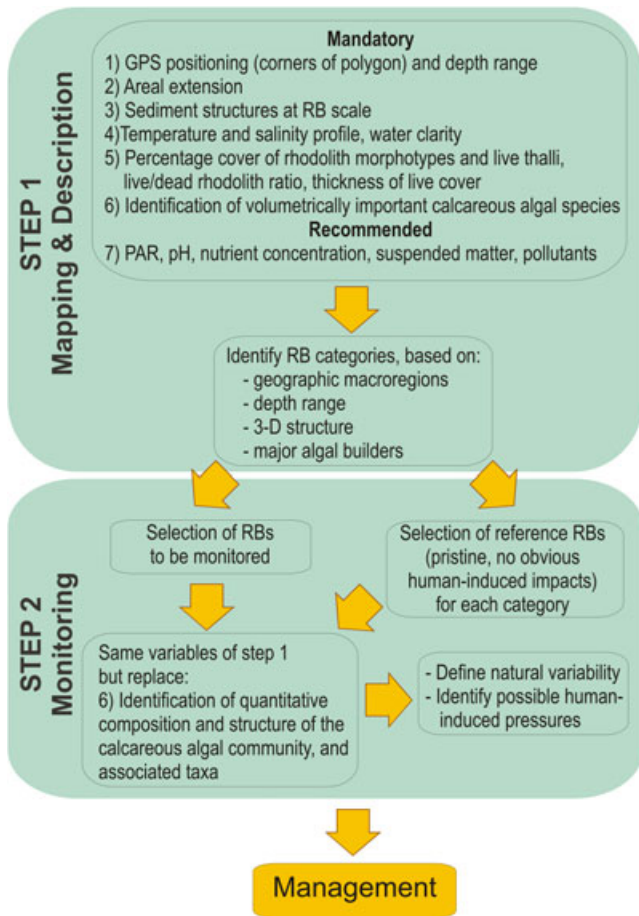 STEP 1
Mapping & Description
Mandatory
1) GPS positioning (corners of polygon) and depth range
2) Areal extension
3) Sediment structures at RB scale
4)Temperature and salinity profile, water clarity
5) Percentage cover of rhodolith morphotypes and live thalli,
live/dead rhodolith ratio, thickness of live cover
6) Identification of volumetrically important calcareous algal species
Recommended
7) PAR, pH, nutrient concentration, suspended matter, pollutants
Identify RB categories, based on:
- geographic macroregions
- depth range
- 3-D structure
- major algal builders
STEP 2
Monitoring
Selection of RBs
to be monitored
Selection of reference RBs
(pristine, no obvious
human-induced impacts)
for each category
Same variables of step 1
but replace:
6) Identification of quantitative
composition and structure of the
calcareous algal community, and
associated taxa
- Define natural variability
- Identify possible human-
induced pressures
Management